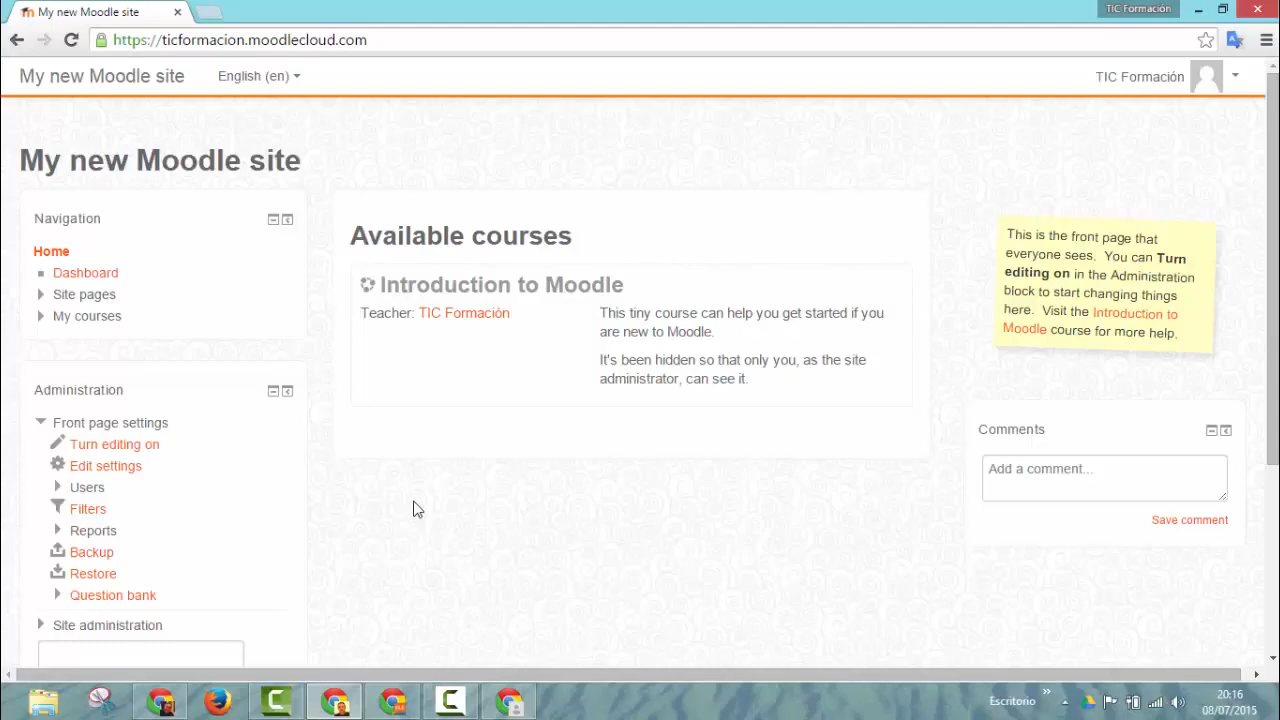 My new Moodle site
TIC Formación
https://ticformacion.moodlecloud.com
My new Moodle site
English (en)
TIC Formación
My new Moodle site
Navigation
Home
Dashboard
Site pages
My courses
Administration
Front page settings
Turn editing on
Edit settings
Users
Filters
Reports
Backup
Restore
Question bank
Site administration
Available courses
Introduction to Moodle
Teacher: TIC Formación
This tiny course can help you get started if you
are new to Moodle.
It's been hidden so that only you, as the site
administrator, can see it.
This is the front page that
everyone sees. You can Turn
editing on in the Administration
block to start changing things
here. Visit the Introduction to
Moodle course for more help.
Comments
Add a comment...
Save comment
Escritorio
20:16
08/07/2015